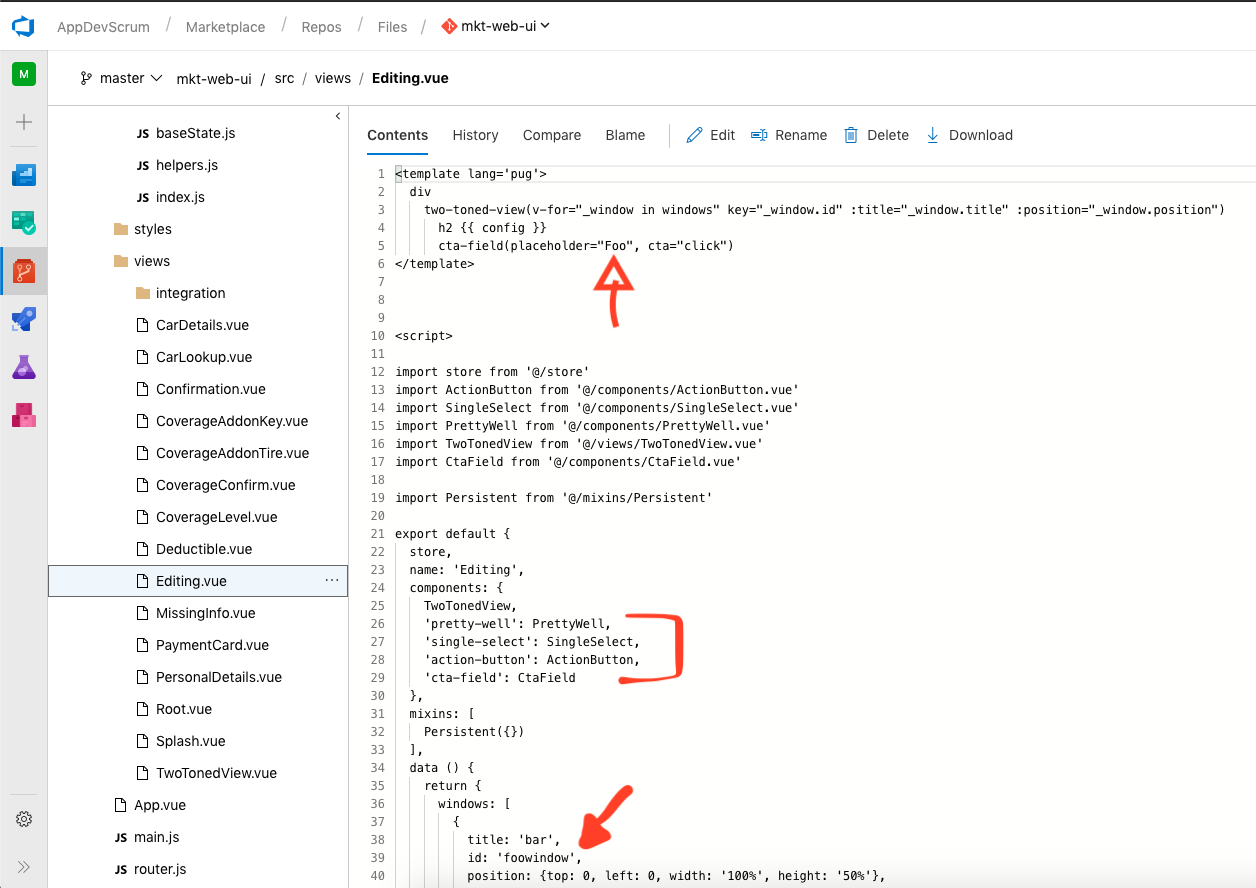 AppDevScrum / Marketplace / Repos / Files / mkt-web-ui
M
master mkt-web-ui / src / views / Editing.vue
JS baseState.js
JS helpers.js
JS index.js
styles
views
integration
CarDetails.vue
CarLookup.vue
Confirmation.vue
CoverageAddonKey.vue
CoverageAddonTire.vue
CoverageConfirm.vue
CoverageLevel.vue
Deductible.vue
Editing.vue ...
MissingInfo.vue
PaymentCard.vue
PersonalDetails.vue
Root.vue
Splash.vue
TwoTonedView.vue
App.vue
JS main.js
JS router.js
Contents History Compare Blame Edit Rename Delete Download
1 <template lang='pug'>
2 div
3 two-toned-view(v-for="_window in windows" key="_window.id" :title="_window.title" :position="_window.position")
4 h2 {{ config }}
5 cta-field(placeholder="Foo", cta="click")
6 </template>
7
8
9
10 <script>
11
12 import store from '@/store'
13 import ActionButton from '@/components/ActionButton.vue'
14 import SingleSelect from '@/components/SingleSelect.vue'
15 import PrettyWell from '@/components/PrettyWell.vue'
16 import TwoTonedView from '@/views/TwoTonedView.vue'
17 import CtaField from '@/components/CtaField.vue'
18
19 import Persistent from '@/mixins/Persistent'
20
21 export default {
22 store,
23 name: 'Editing',
24 components: {
25 TwoTonedView,
26 'pretty-well': PrettyWell,
27 'single-select': SingleSelect,
28 'action-button': ActionButton,
29 'cta-field': CtaField
30 },
31 mixins: [
32 Persistent({})
33 ],
34 data () {
35 return {
36 windows: [
37 {
38 title: 'bar',
39 id: 'foowindow',
40 position: {top: 0, left: 0, width: '100%', height: '50%'},